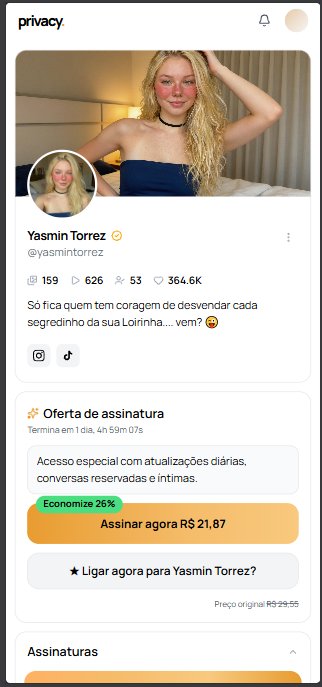 privacy.
Yasmin Torrez
@yasmintorrez
159 626 53 364.6K
Só fica quem tem coragem de desvendar cada
segredinho da sua Loirinha.... vem? 😜
Oferta de assinatura
Termina em 1 dia, 4h 59m 07s
Acesso especial com atualizações diárias,
conversas reservadas e íntimas.
Economize 26%
Assinar agora R$ 21,87
★ Ligar agora para Yasmin Torrez?
Preço original R$ 29,55
Assinaturas